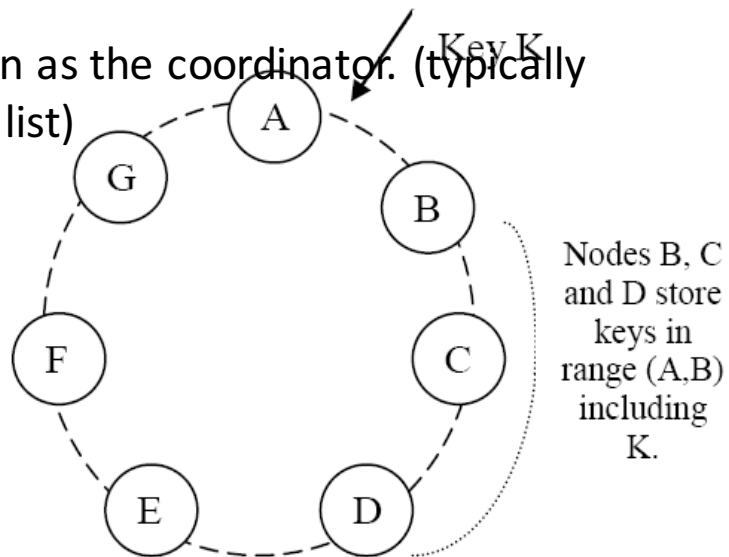 n as the coordinator. (typically
list)
Key K
A
G
B
Nodes B, C
and D store
keys in
range (A,B)
including
K.
F
C
E
D